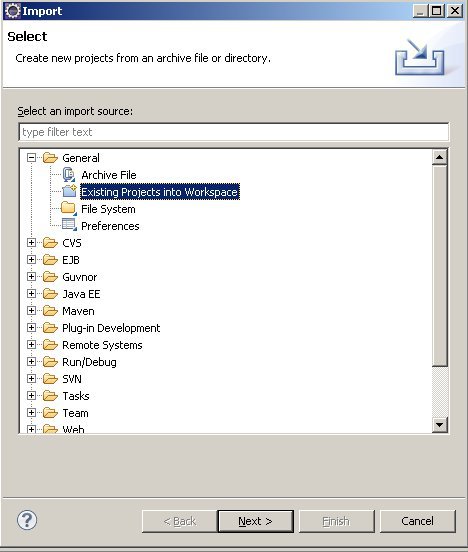 Import
Select
Create new projects from an archive file or directory.
Select an import source:
type filter text
General
Archive File
Existing Projects into Workspace
File System
Preferences
CVS
EJB
Guvnor
Java EE
Maven
Plug-in Development
Remote Systems
Run/Debug
SVN
Tasks
Team
Web
? < Back Next > Finish Cancel